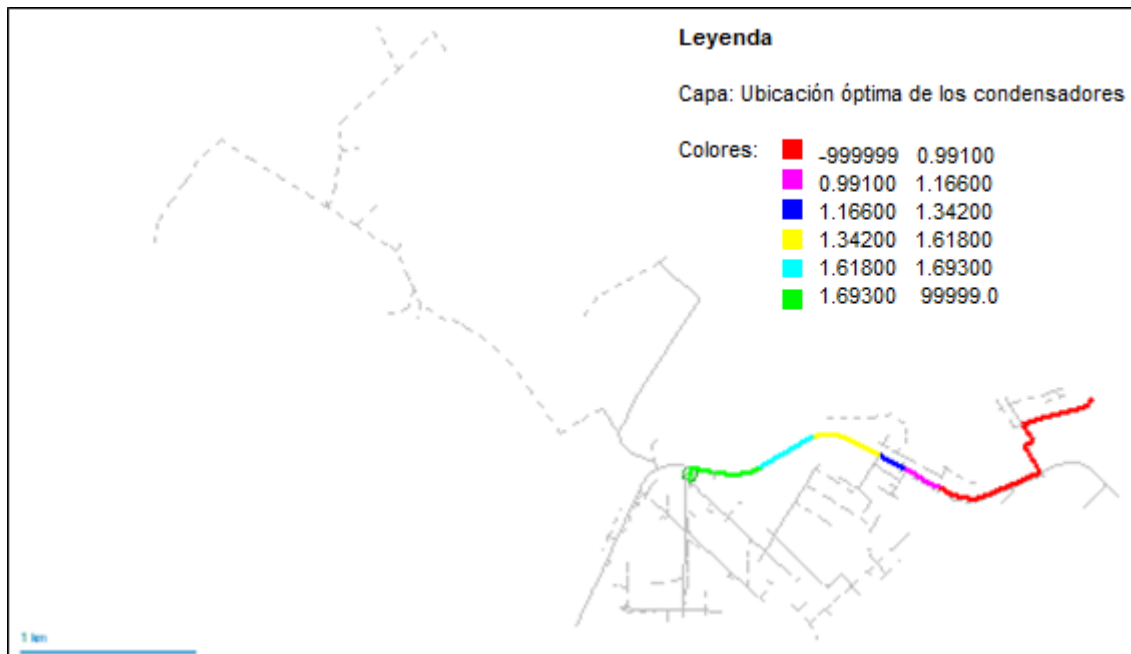 Leyenda
Capa: Ubicación óptima de los condensadores
Colores:
-999999 0.99100
0.99100 1.16600
1.16600 1.34200
1.34200 1.61800
1.61800 1.69300
1.69300 99999.0
1 km